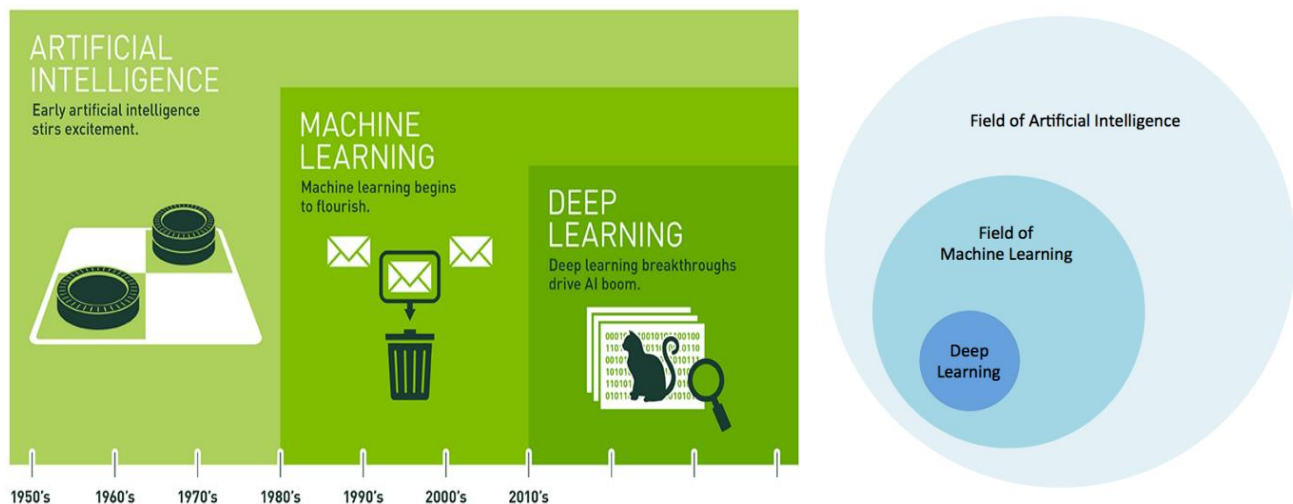 ARTIFICIAL
INTELLIGENCE
Early artificial intelligence
stirs excitement.
MACHINE
LEARNING
Machine learning begins
to flourish.
DEEP
LEARNING
Deep learning breakthroughs
drive AI boom.
1950's 1960's 1970's 1980's 1990's 2000's 2010's
Field of Artificial Intelligence
Field of
Machine Learning
Deep
Learning